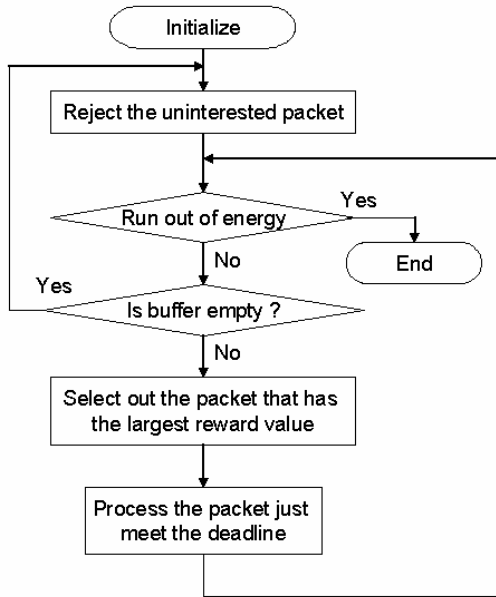 Initialize
Reject the uninterested packet
Run out of energy
Yes
No
End
Yes
Is buffer empty ?
No
Select out the packet that has
the largest reward value
Process the packet just
meet the deadline